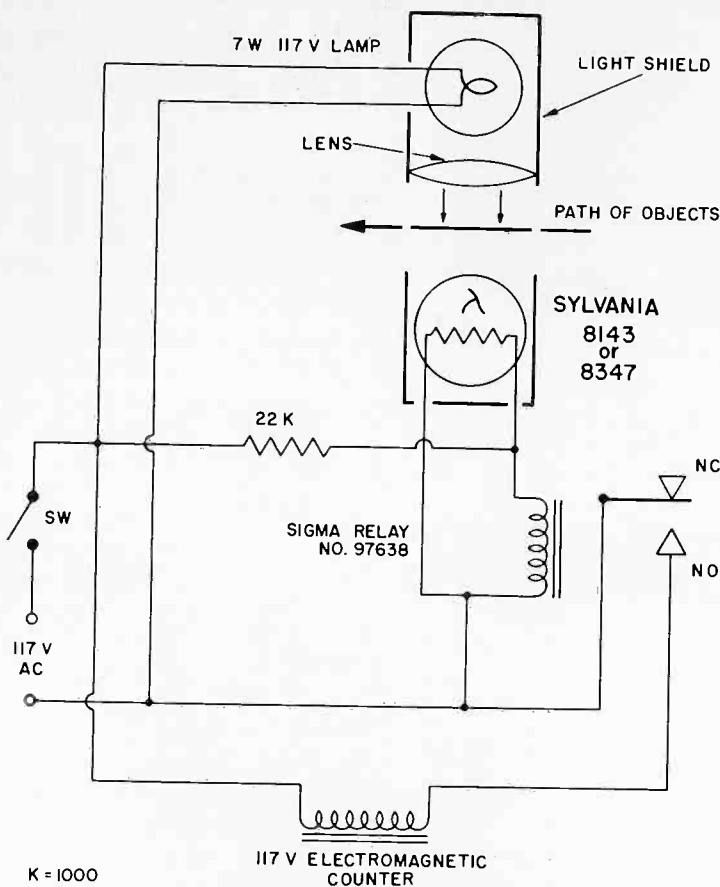 7W 117 V LAMP
LIGHT SHIELD
LENS
PATH OF OBJECTS
λ
SYLVANIA
8143
or
8347
22 K
NC
SW
SIGMA RELAY
NO. 97638
NO
117 V
AC
117 V ELECTROMAGNETIC
COUNTER
K = 1000